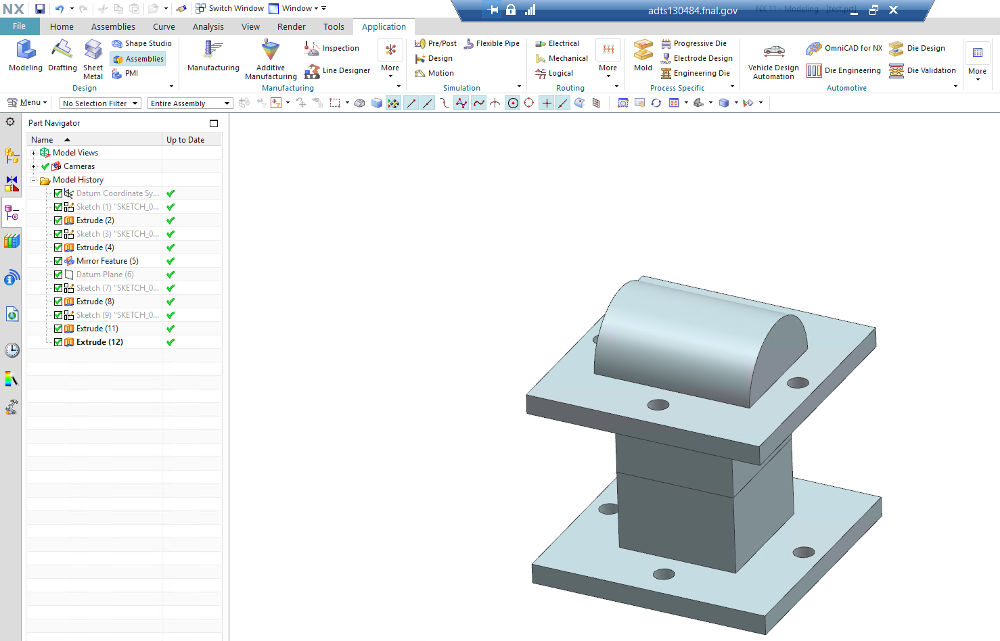 NX Switch Window Window adts130484.fnal.gov NX 11 - Modeling - [test.prt]
File Home Assemblies Curve Analysis View Render Tools Application
Modeling Drafting Sheet Metal Shape Studio Assemblies PMI
Design
Manufacturing Additive Manufacturing Inspection Line Designer More
Manufacturing
Pre/Post Flexible Pipe
Design
Motion
Simulation
Electrical
Mechanical
Logical
More
Routing
Mold
Progressive Die
Electrode Design
Engineering Die
Process Specific
Vehicle Design Automation
OmniCAD for NX Die Design
Die Engineering Die Validation
Automotive
More
Menu No Selection Filter Entire Assembly
Part Navigator
Name Up to Date
Model Views
Cameras
Model History
Datum Coordinate Sy...
Sketch (1) "SKETCH_0...
Extrude (2)
Sketch (3) "SKETCH_0...
Extrude (4)
Mirror Feature (5)
Datum Plane (6)
Sketch (7) "SKETCH_0...
Extrude (8)
Sketch (9) "SKETCH_0...
Extrude (11)
Extrude (12)